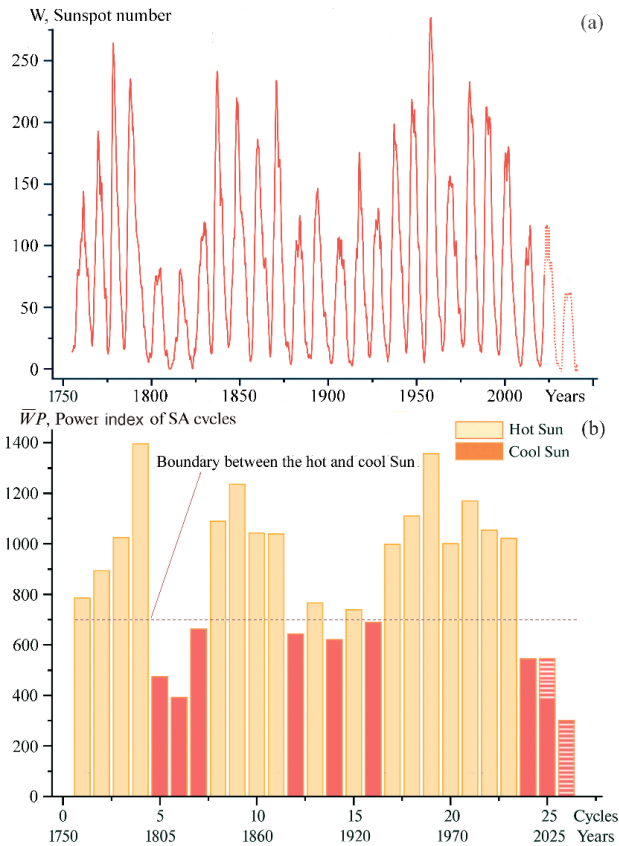 W, Sunspot number
(a)
250
200
150
100
50
0
1750 1800 1850 1900 1950 2000 Years
W̅P, Power index of SA cycles
(b)
1400
Hot Sun
Cool Sun
Boundary between the hot and cool Sun
1200
1000
800
600
400
200
0
0 5 10 15 20 25 Cycles
1750 1805 1860 1920 1970 2025 Years